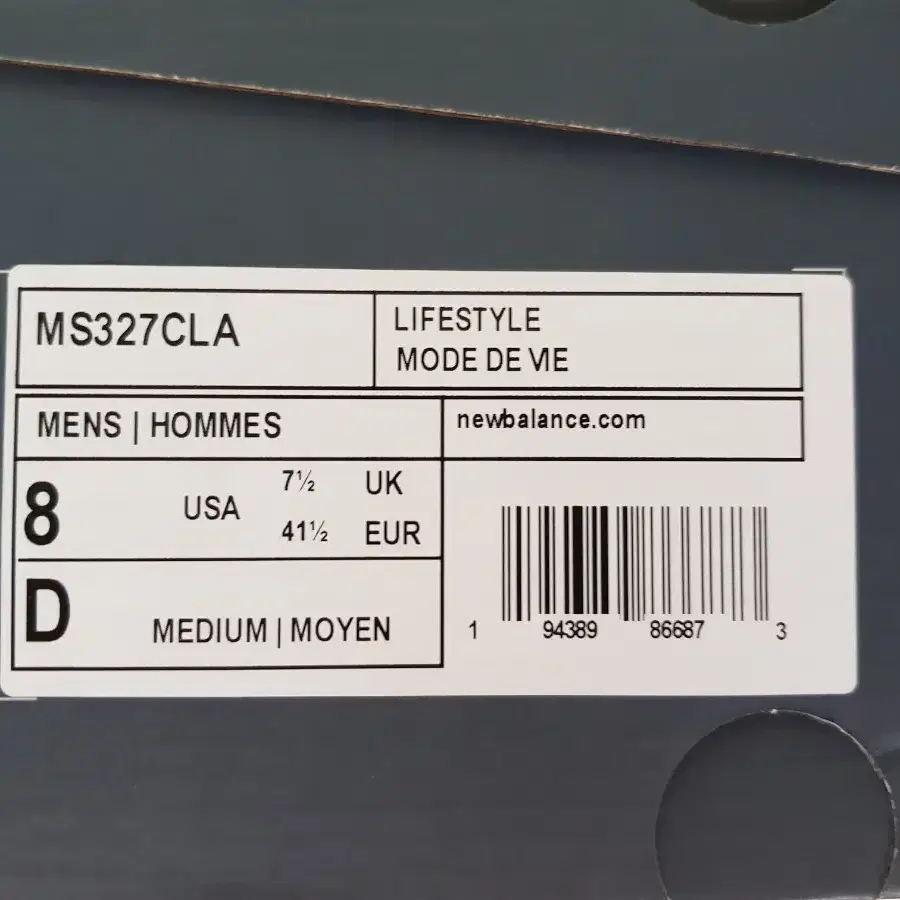 MS327CLA
LIFESTYLE
MODE DE VIE
MENS | HOMMES
newbalance.com
8 USA 7½ UK
41½ EUR
D MEDIUM | MOYEN
1 94389 86687 3